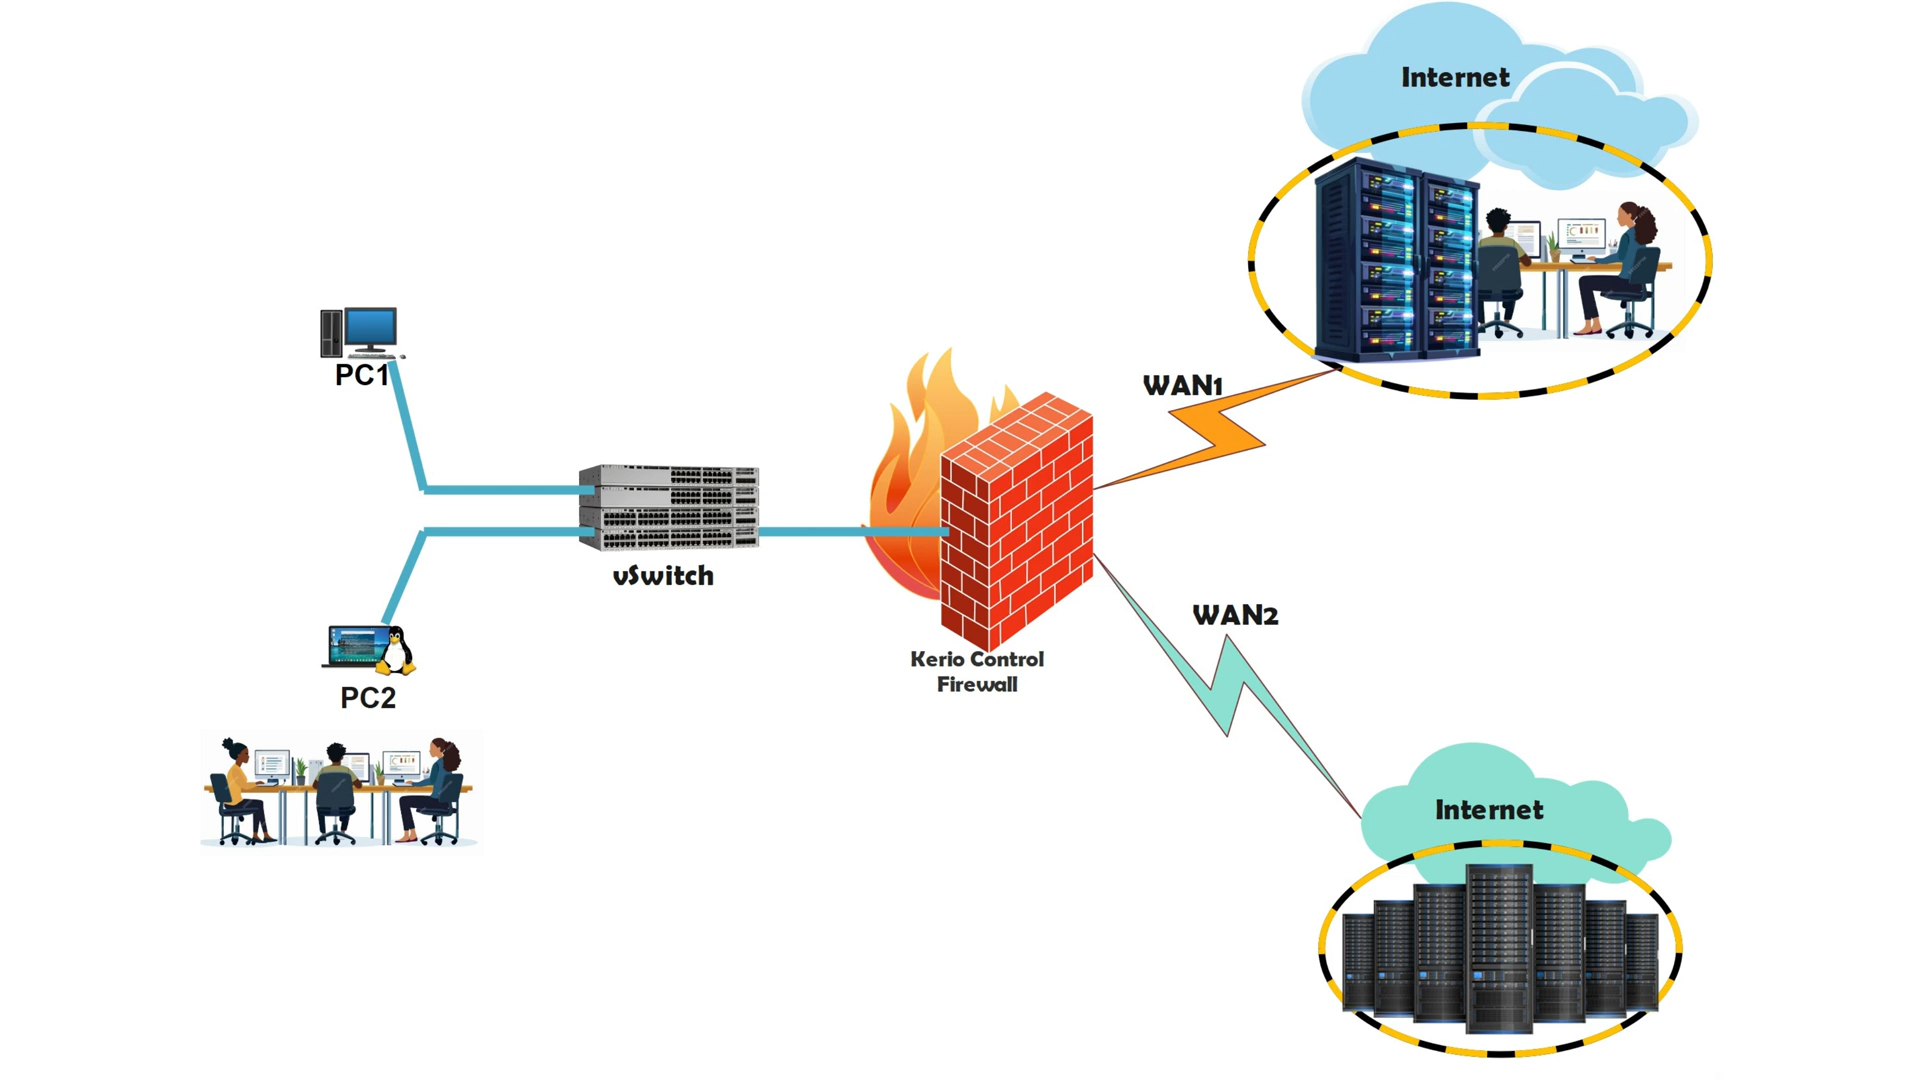 Internet
PC1
WAN1
vSwitch
WAN2
Kerio Control
Firewall
PC2
Internet